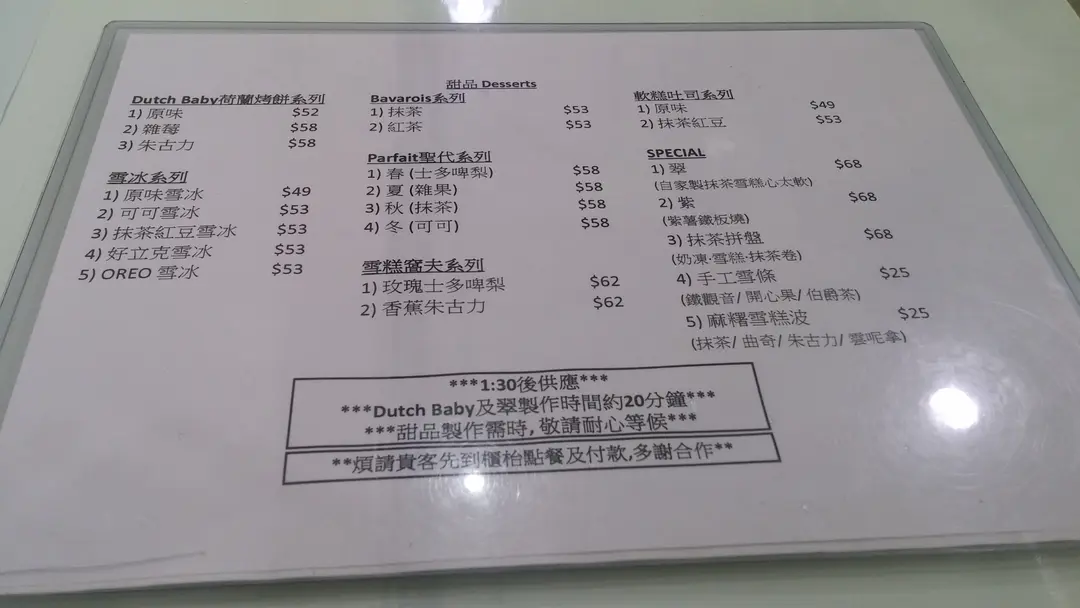 甜品 Desserts
Dutch Baby荷蘭烤餅系列
1) 原味 $52
2) 雜莓 $58
3) 朱古力 $58
雪冰系列
1) 原味雪冰 $49
2) 可可雪冰 $53
3) 抹茶紅豆雪冰 $53
4) 好立克雪冰 $53
5) OREO 雪冰 $53
Bavarois系列
1) 抹茶 $53
2) 紅茶 $53
Parfait聖代系列
1) 春 (士多啤梨) $58
2) 夏 (雜果) $58
3) 秋 (抹茶) $58
4) 冬 (可可) $58
雪糕窩夫系列
1) 玫瑰士多啤梨 $62
2) 香蕉朱古力 $62
軟糕吐司系列
1) 原味 $49
2) 抹茶紅豆 $53
SPECIAL
1) 翠 $68
(自家製抹茶雪糕心太軟)
2) 紫 $68
(紫薯鐵板燒)
3) 抹茶拼盤 $68
(奶凍·雪糕·抹茶卷)
4) 手工雪條 $25
(鐵觀音/ 開心果/ 伯爵茶)
5) 麻糬雪糕波 $25
(抹茶/ 曲奇/ 朱古力/ 雲呢拿)
***1:30後供應***
***Dutch Baby及翠製作時間約20分鐘***
***甜品製作需時, 敬請耐心等候***
**煩請貴客先到櫃枱點餐及付款,多謝合作**